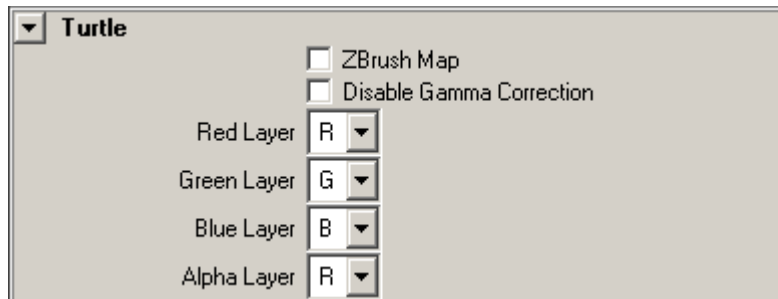 Turtle
ZBrush Map
Disable Gamma Correction
Red Layer R
Green Layer G
Blue Layer B
Alpha Layer R